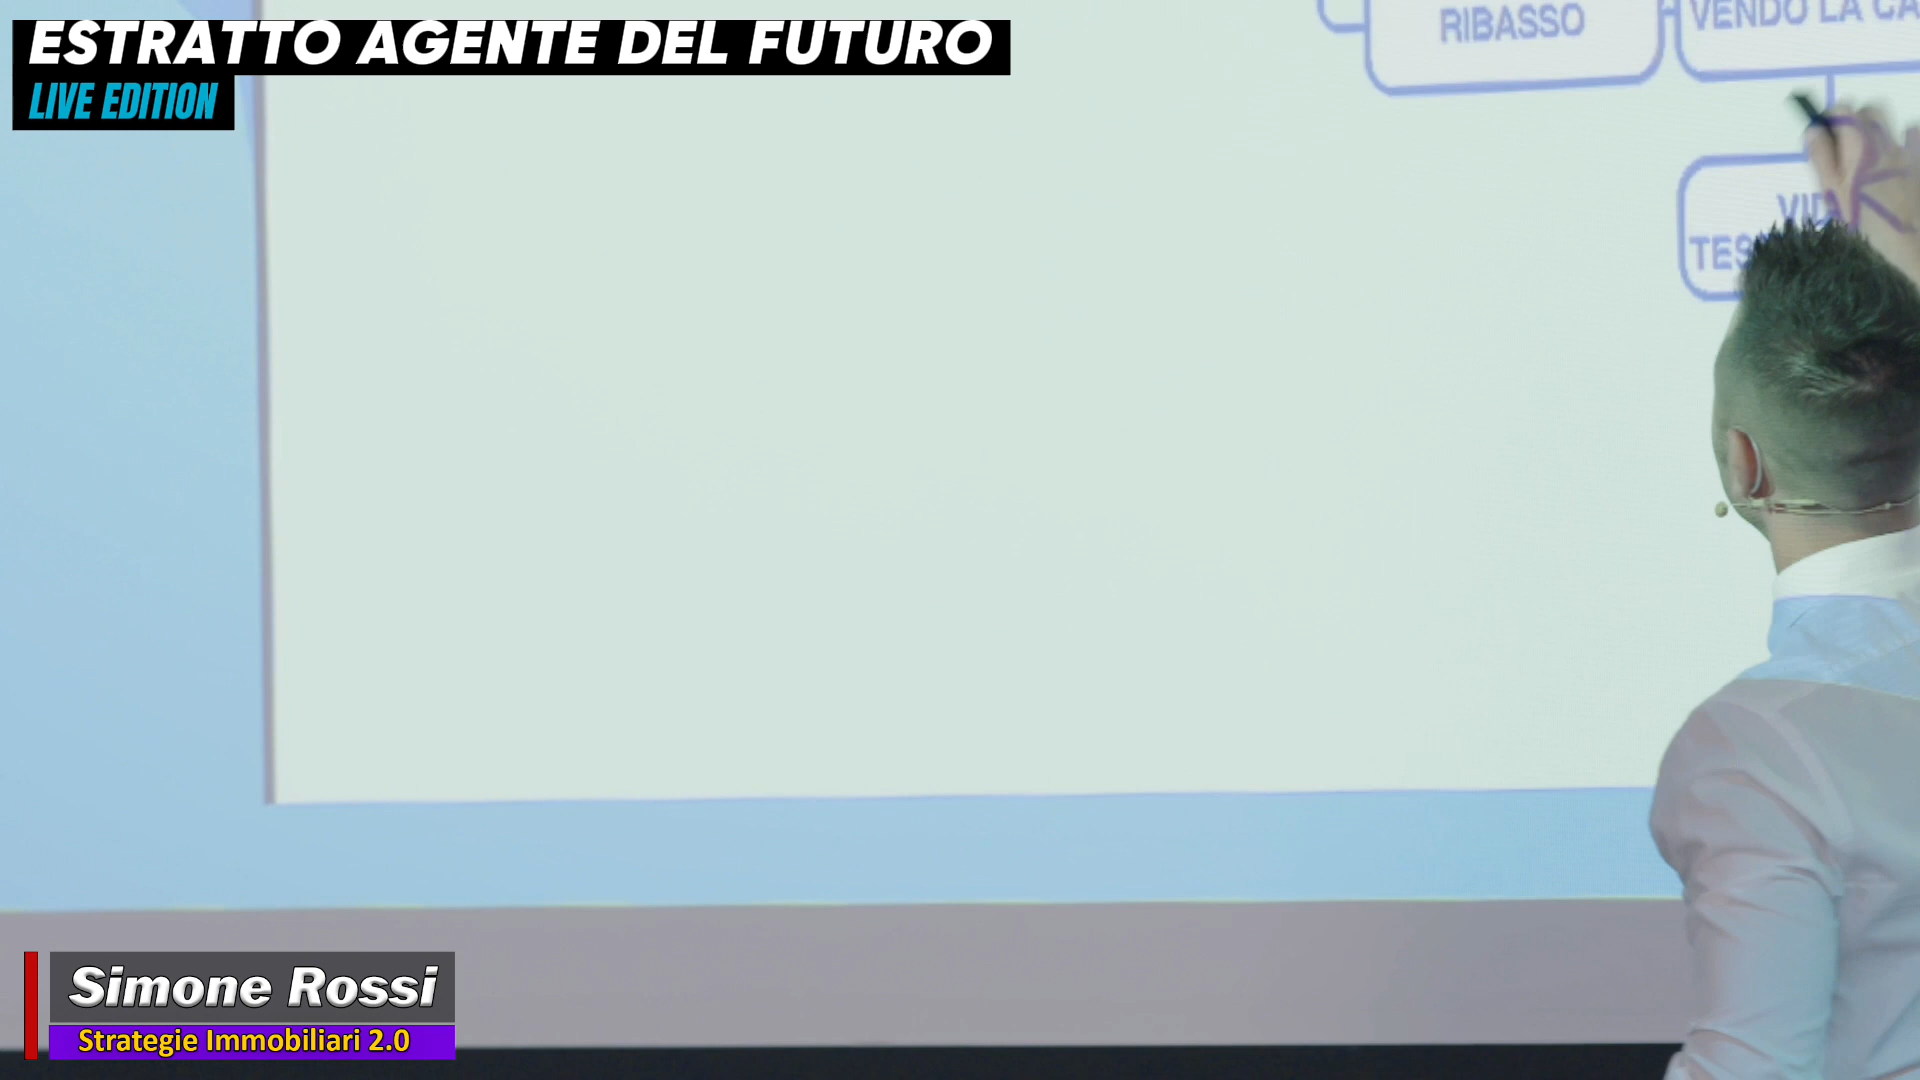 ESTRATTO AGENTE DEL FUTURO
LIVE EDITION
RIBASSO
VENDO LA
Simone Rossi
Strategie Immobiliari 2.0